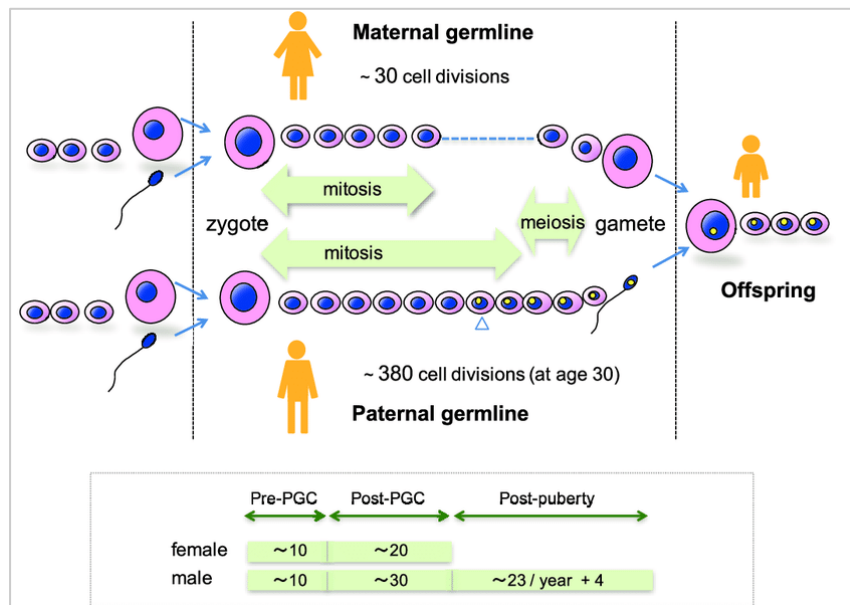 Maternal germline
~ 30 cell divisions
mitosis
zygote
meiosis
gamete
mitosis
Offspring
~ 380 cell divisions (at age 30)
Paternal germline
Pre-PGC Post-PGC Post-puberty
female ~10 ~20
male ~10 ~30 ~23 / year + 4